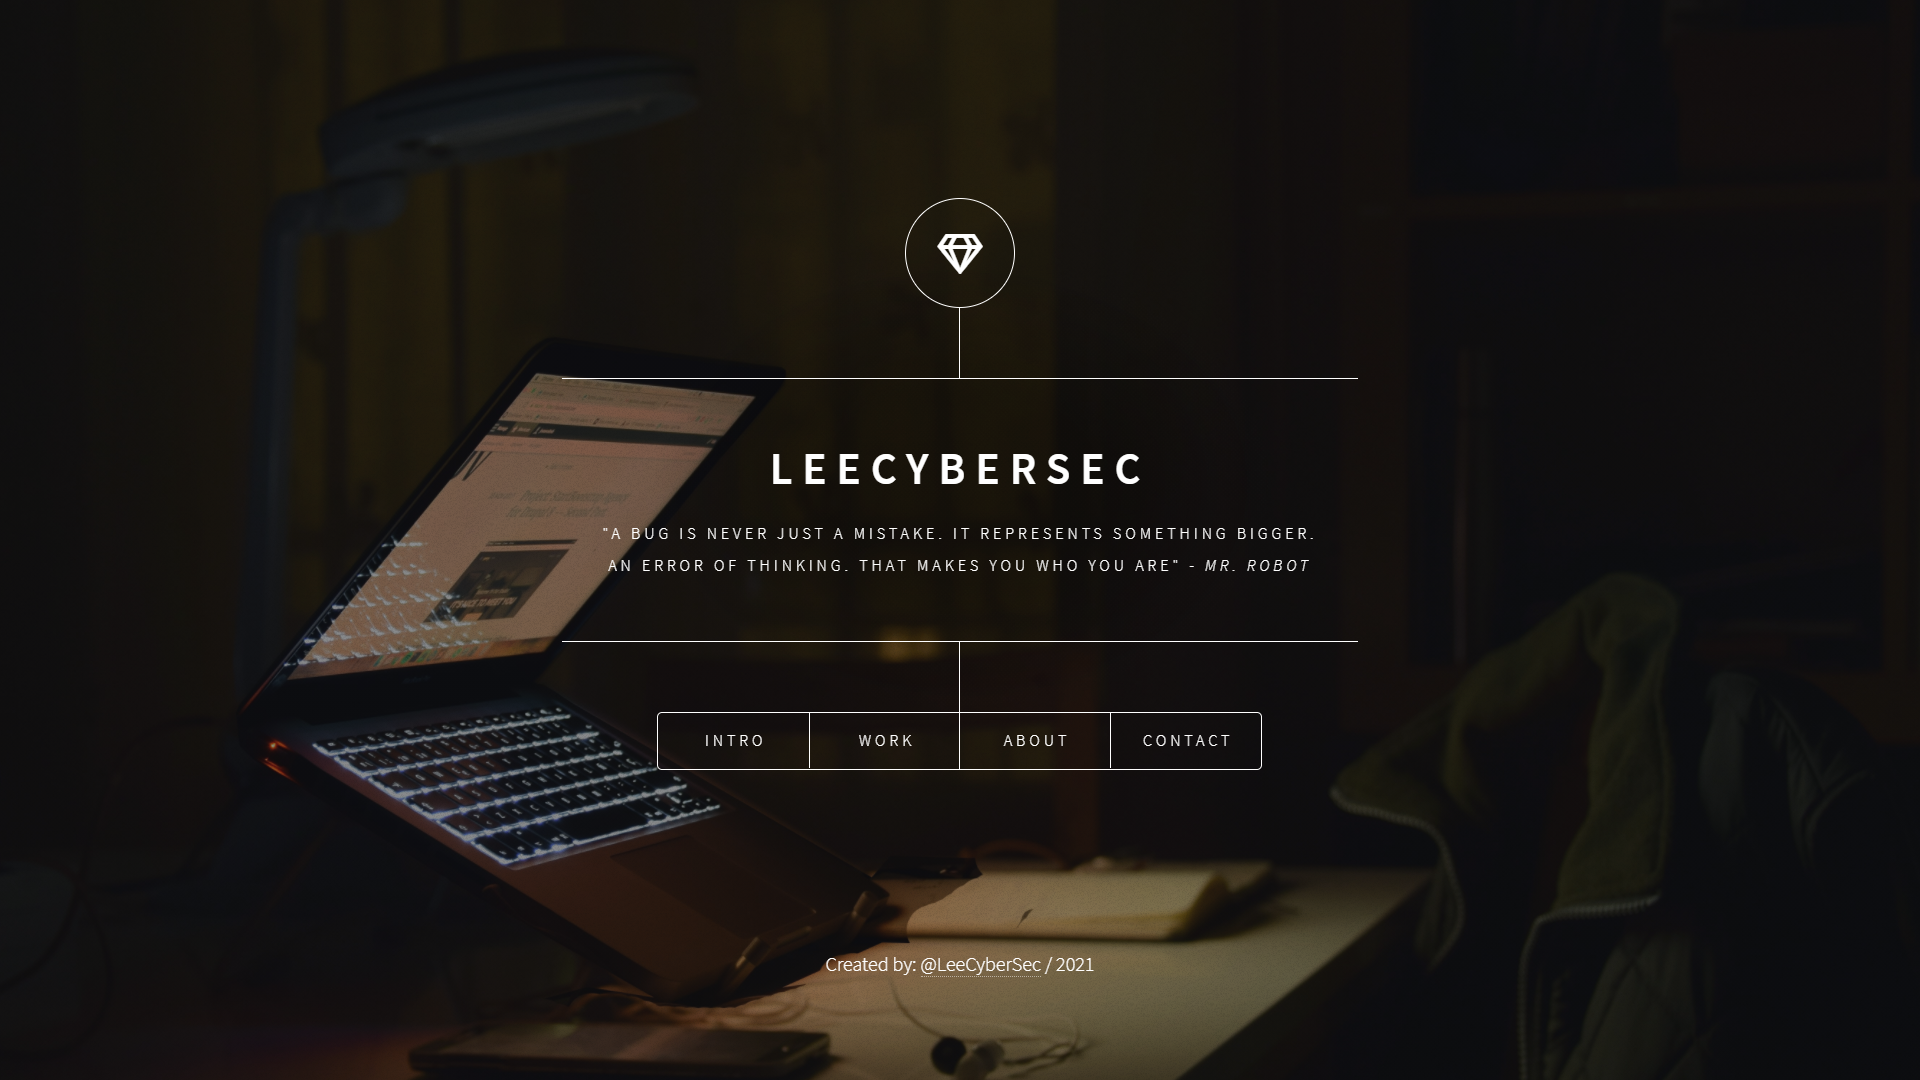 LEECYBERSEC
"A BUG IS NEVER JUST A MISTAKE. IT REPRESENTS SOMETHING BIGGER.
AN ERROR OF THINKING. THAT MAKES YOU WHO YOU ARE" - MR. ROBOT
INTRO WORK ABOUT CONTACT
Created by: @LeeCyberSec / 2021